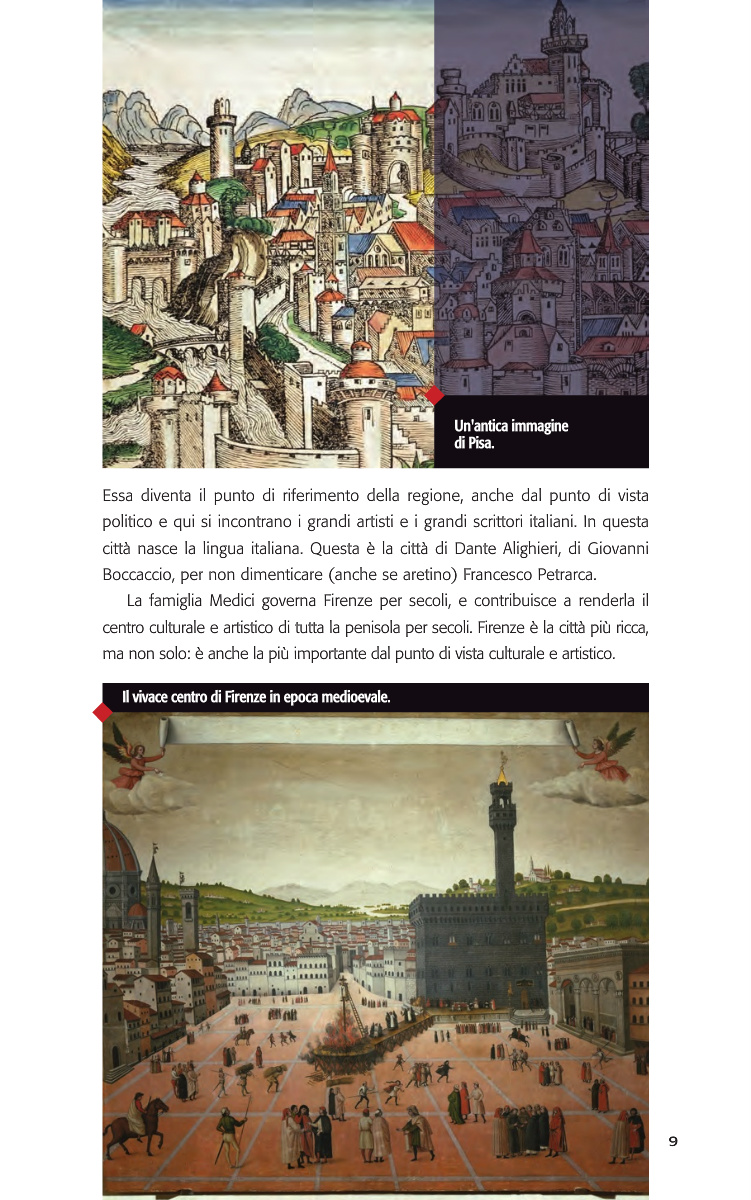 Un'antica immagine
di Pisa.
Essa diventa il punto di riferimento della regione, anche dal punto di vista
politico e qui si incontrano i grandi artisti e i grandi scrittori italiani. In questa
città nasce la lingua italiana. Questa è la città di Dante Alighieri, di Giovanni
Boccaccio, per non dimenticare (anche se aretino) Francesco Petrarca.
La famiglia Medici governa Firenze per secoli, e contribuisce a renderla il
centro culturale e artistico di tutta la penisola per secoli. Firenze è la città più ricca,
ma non solo: è anche la più importante dal punto di vista culturale e artistico.
Il vivace centro di Firenze in epoca medioevale.
9